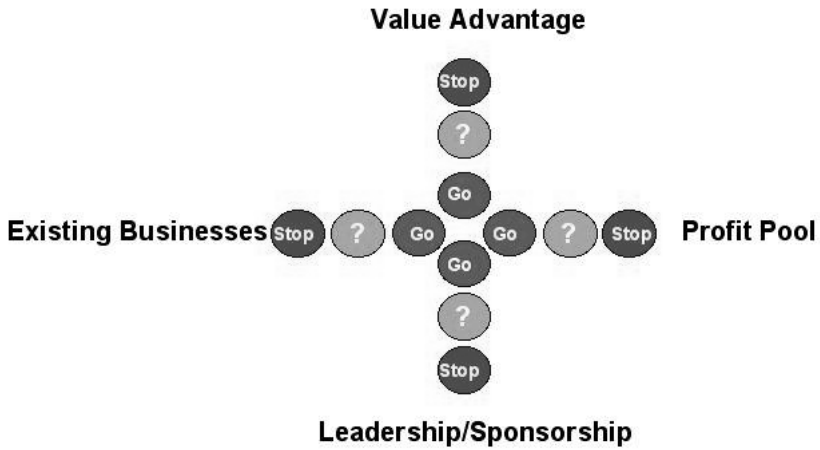 Value Advantage
Stop
?
Go
Existing Businesses Stop ? Go Go ? Stop Profit Pool
Go
?
Stop
Leadership/Sponsorship